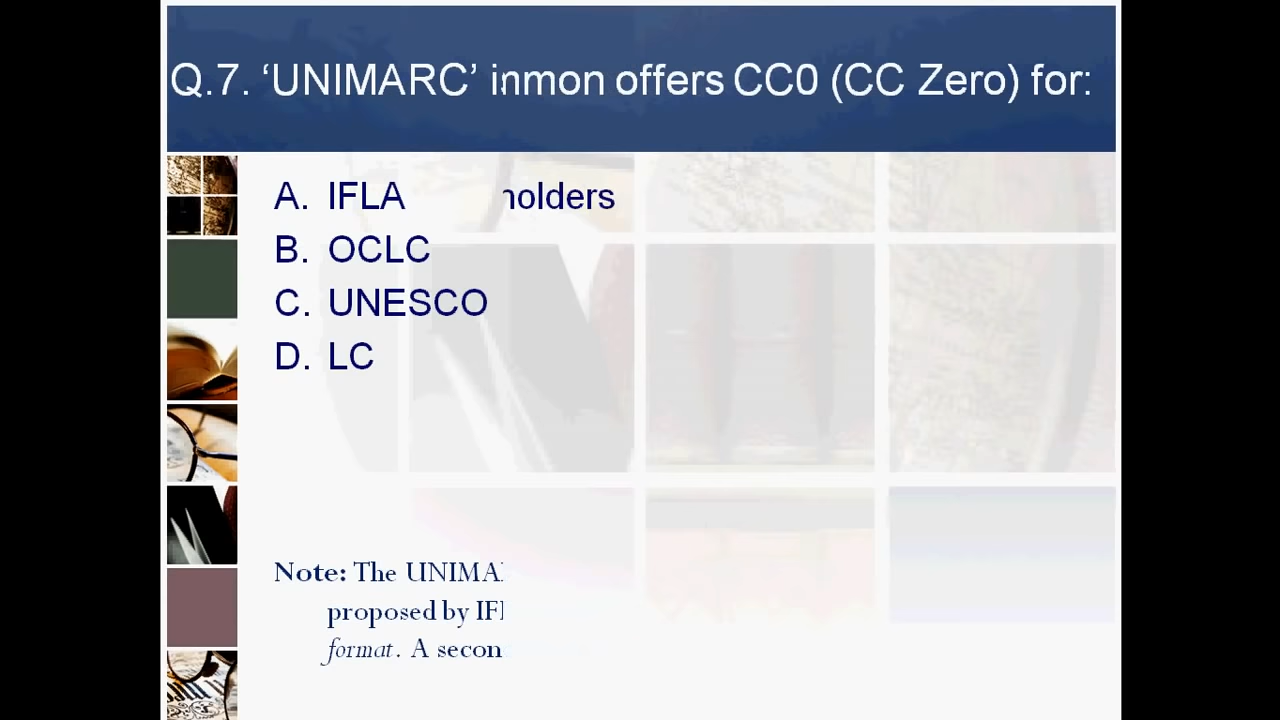 Q.7. ‘UNIMARC’ inmon offers CC0 (CC Zero) for:
A. IFLA holders
B. OCLC
C. UNESCO
D. LC
Note: The UNIMA
proposed by IF
format. A secon